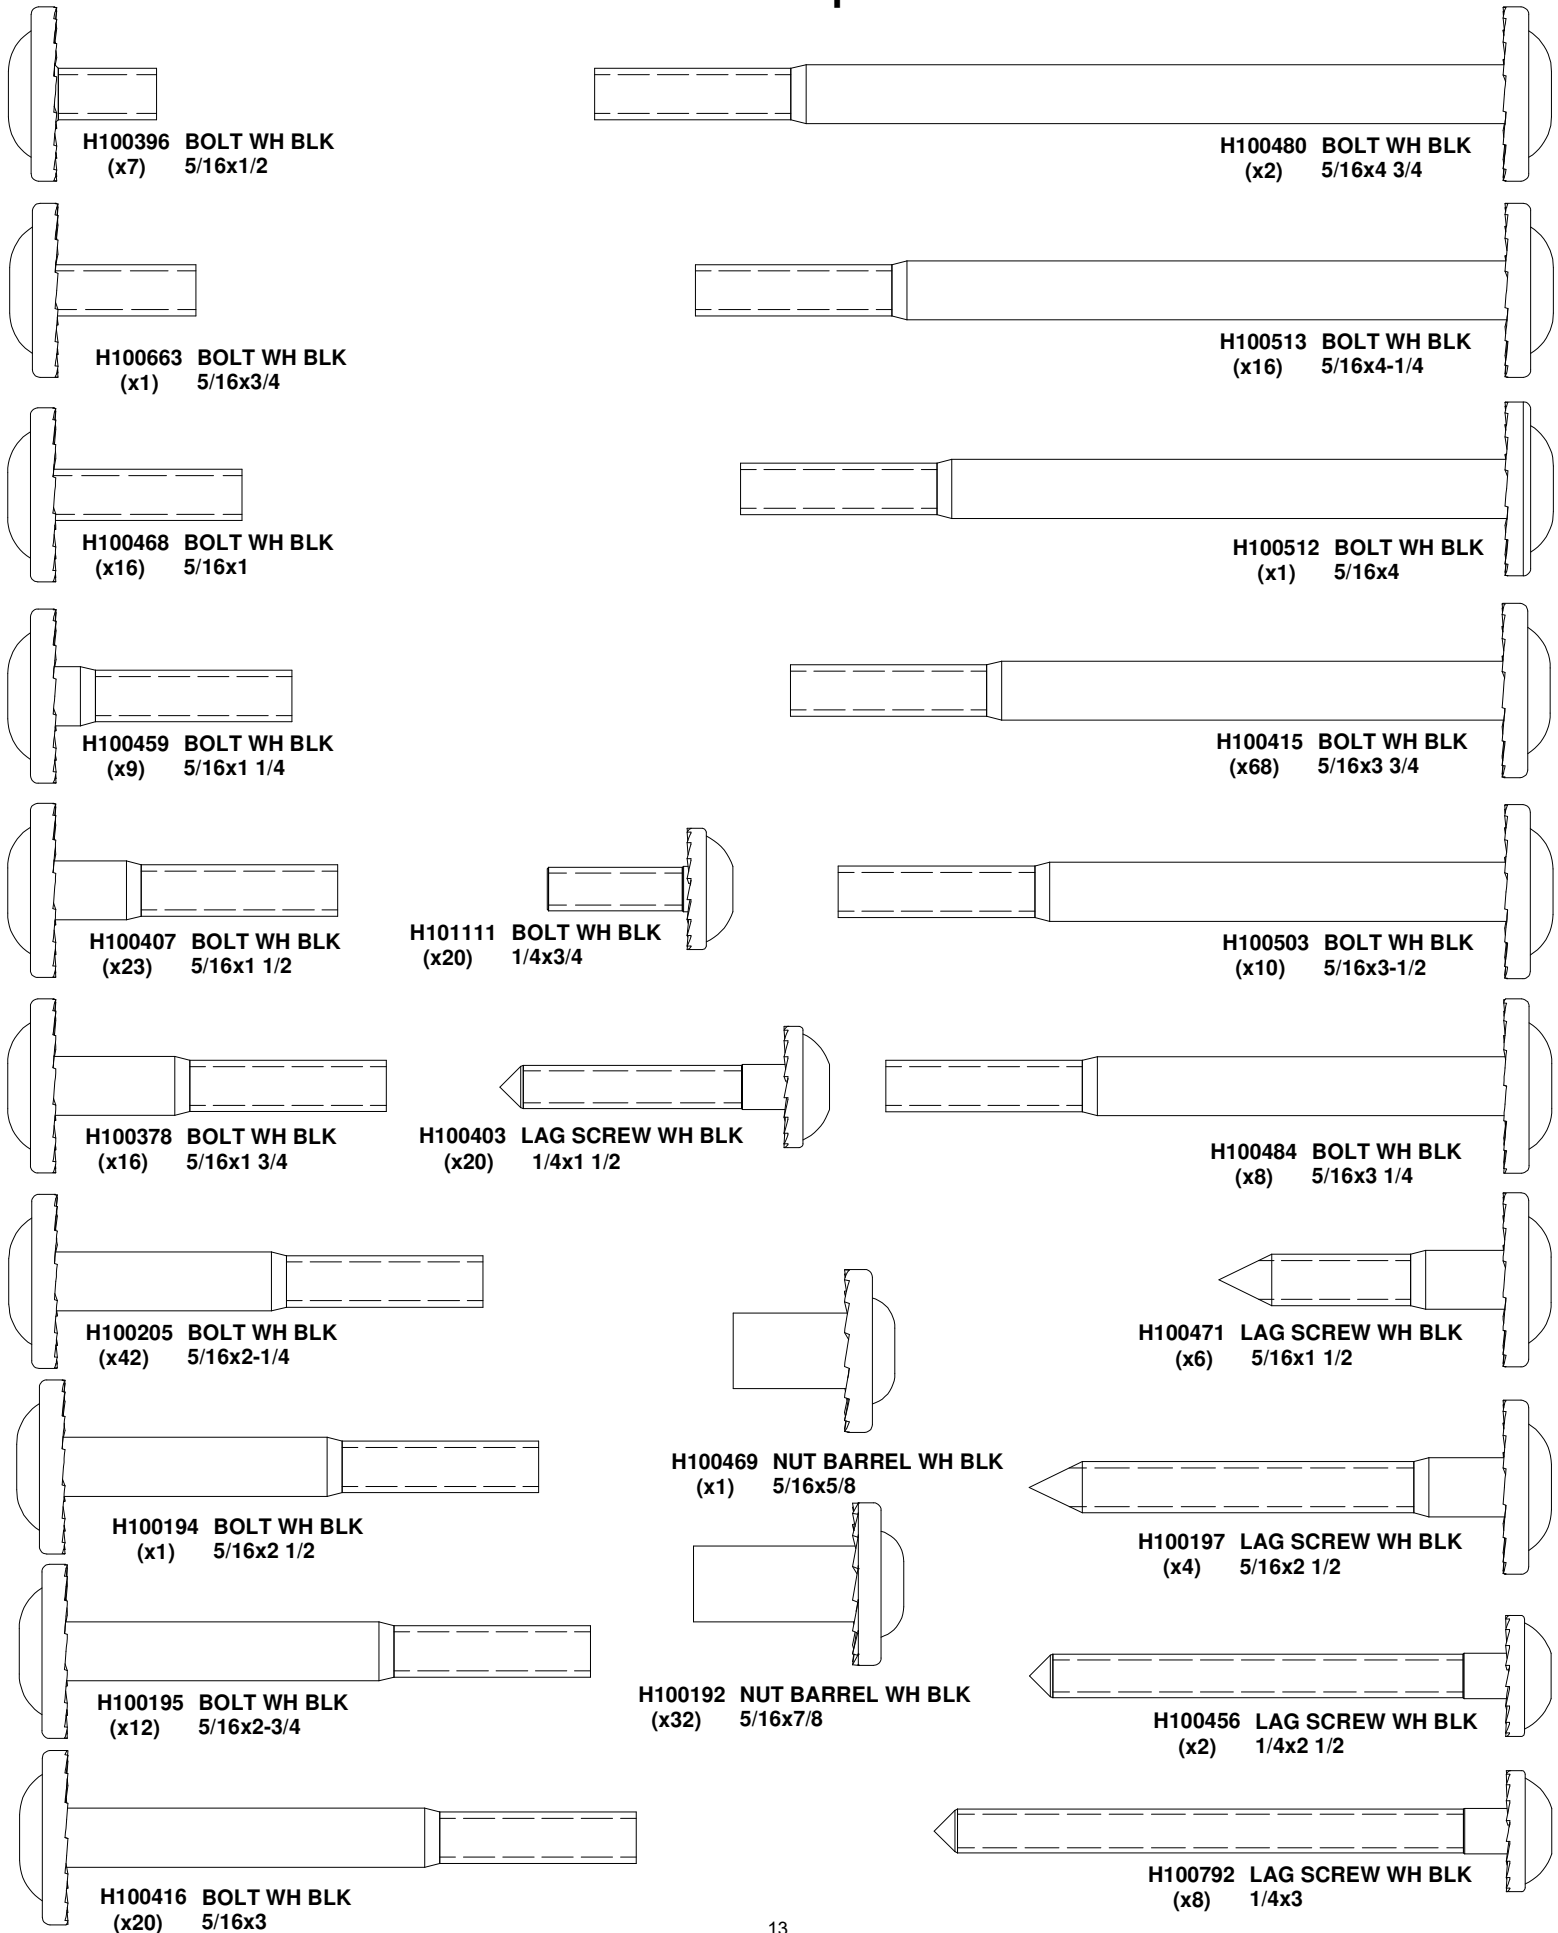 H100396 BOLT WH BLK
(x7) 5/16x1/2
H100480 BOLT WH BLK
(x2) 5/16x4 3/4
H100663 BOLT WH BLK
(x1) 5/16x3/4
H100513 BOLT WH BLK
(x16) 5/16x4-1/4
H100468 BOLT WH BLK
(x16) 5/16x1
H100512 BOLT WH BLK
(x1) 5/16x4
H100459 BOLT WH BLK
(x9) 5/16x1 1/4
H100415 BOLT WH BLK
(x68) 5/16x3 3/4
H100407 BOLT WH BLK
(x23) 5/16x1 1/2
H101111 BOLT WH BLK
(x20) 1/4x3/4
H100503 BOLT WH BLK
(x10) 5/16x3-1/2
H100378 BOLT WH BLK
(x16) 5/16x1 3/4
H100403 LAG SCREW WH BLK
(x20) 1/4x1 1/2
H100484 BOLT WH BLK
(x8) 5/16x3 1/4
H100205 BOLT WH BLK
(x42) 5/16x2-1/4
H100471 LAG SCREW WH BLK
(x6) 5/16x1 1/2
H100469 NUT BARREL WH BLK
(x1) 5/16x5/8
H100194 BOLT WH BLK
(x1) 5/16x2 1/2
H100197 LAG SCREW WH BLK
(x4) 5/16x2 1/2
H100195 BOLT WH BLK
(x12) 5/16x2-3/4
H100192 NUT BARREL WH BLK
(x32) 5/16x7/8
H100456 LAG SCREW WH BLK
(x2) 1/4x2 1/2
H100416 BOLT WH BLK
(x20) 5/16x3
H100792 LAG SCREW WH BLK
(x8) 1/4x3
13